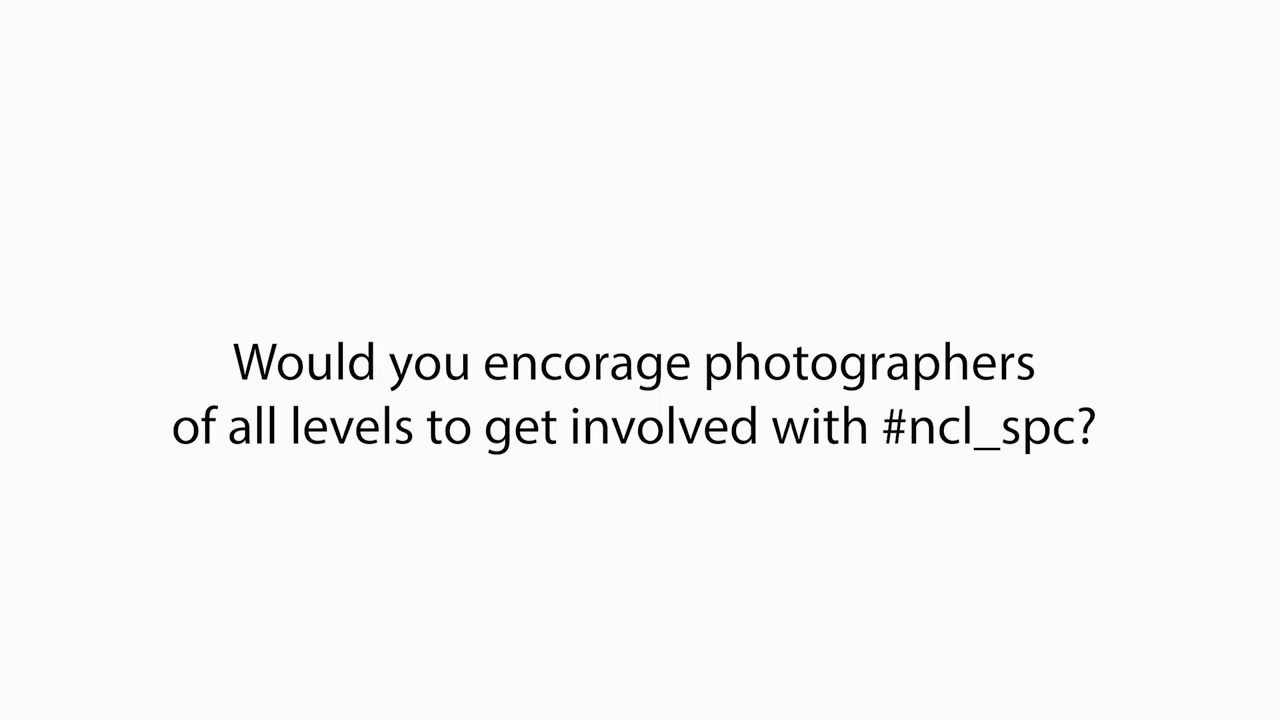 Would you encorage photographers
of all levels to get involved with #ncl_spc?